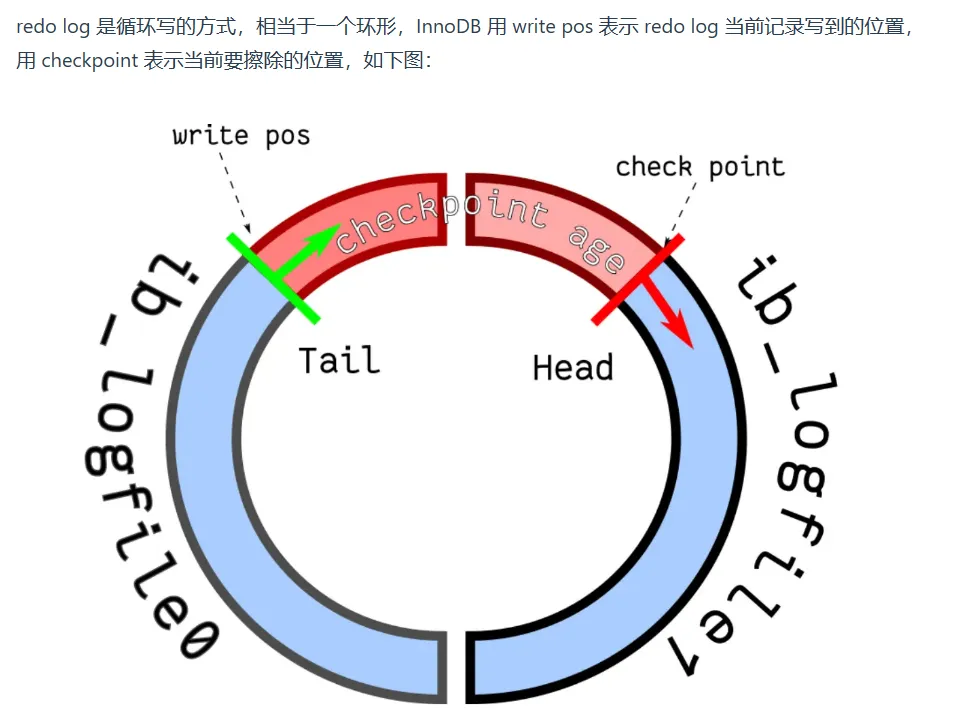 redo log 是循环写的方式，相当于一个环形，InnoDB 用 write pos 表示 redo log 当前记录写到的位置，
用 checkpoint 表示当前要擦除的位置，如下图：
write pos
check point
checkpoint age
Tail
Head
ib_logfile0
ib_logfile1